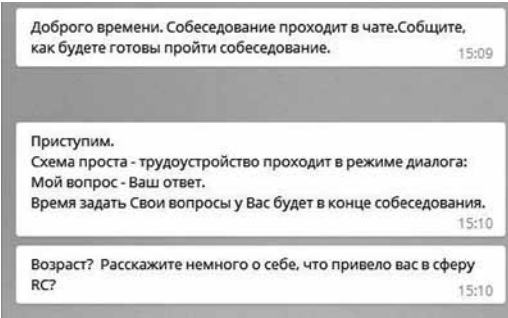 Доброго времени. Собеседование проходит в чате.Собщите,
как будете готовы пройти собеседование.
15:09
Приступим.
Схема проста - трудоустройство проходит в режиме диалога:
Мой вопрос - Ваш ответ.
Время задать Свои вопросы у Вас будет в конце собеседования.
15:10
Возраст? Расскажите немного о себе, что привело вас в сферу
RC?
15:10